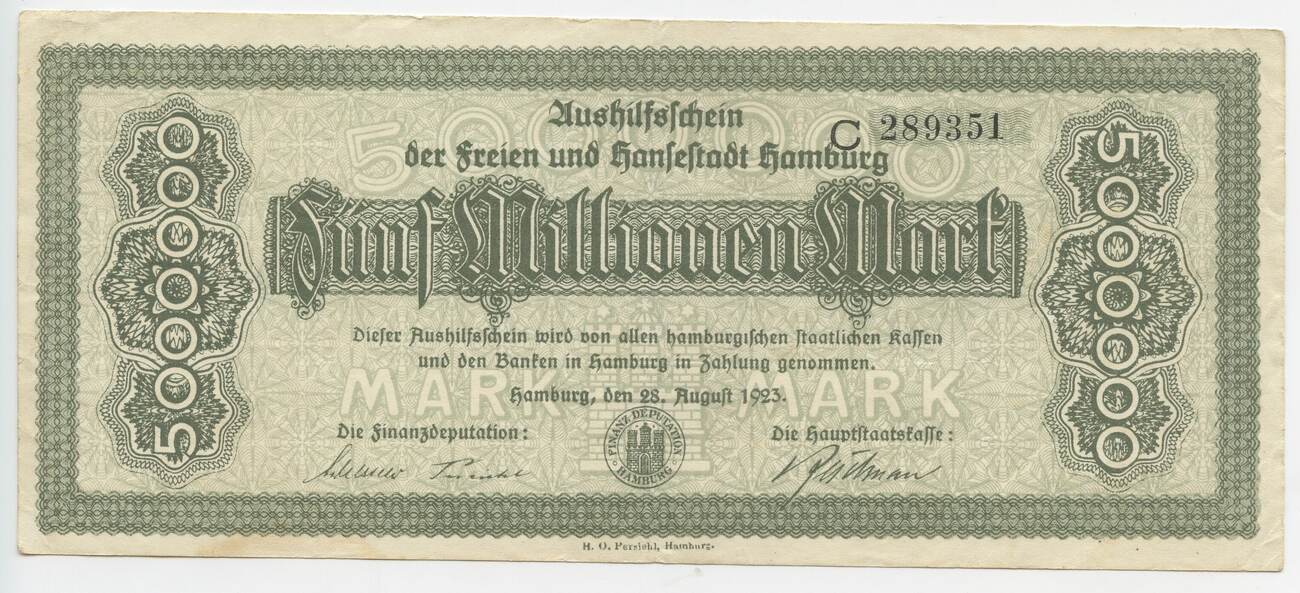 Aushilfsschein
C 289351
der Freien und Hansestadt Hamburg
Fünf Millionen Mark
Dieser Aushilfsschein wird von allen hamburgischen staatlichen Kassen
und den Banken in Hamburg in Zahlung genommen.
MARK MARK
Hamburg, den 28. August 1923.
Die Finanzdeputation:
Die Hauptstaatskasse:
FINANZ DEPUTATION
HAMBURG
5000000
5000000
5000000
H. O. Persiehl, Hamburg.